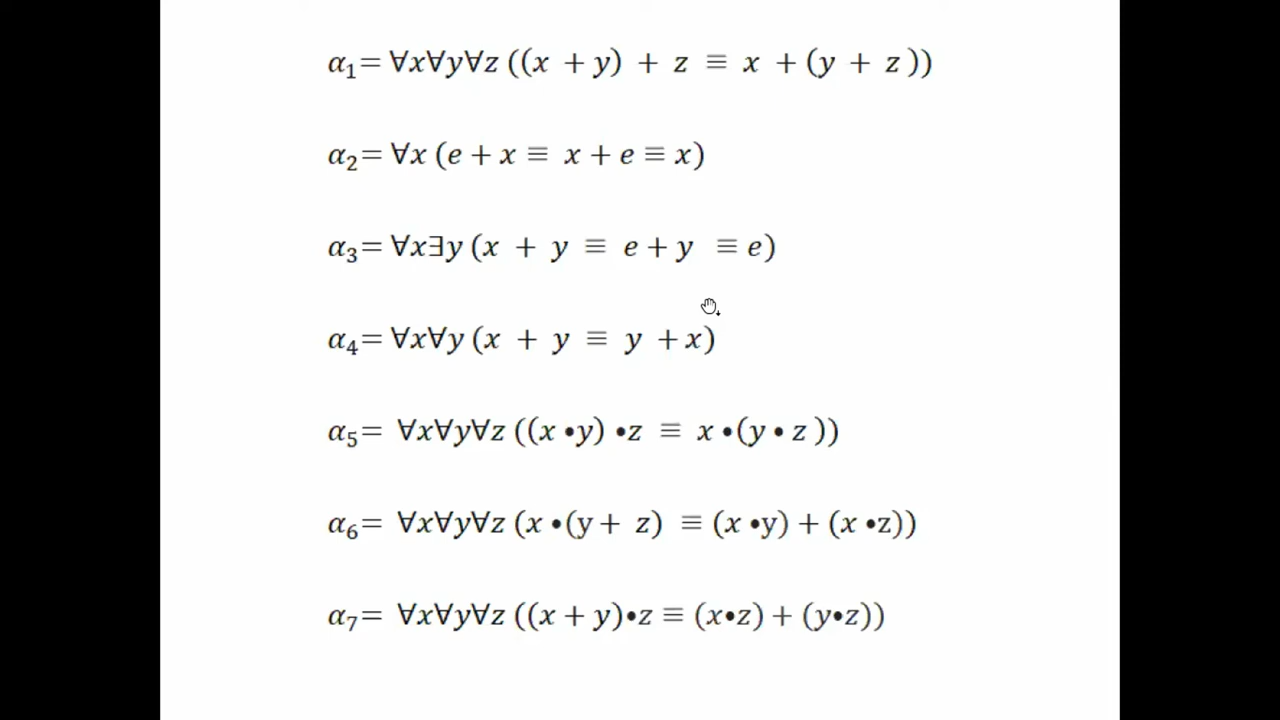 α₁= ∀x∀y∀z ((x + y) + z ≡ x + (y + z))
α₂= ∀x (e + x ≡ x + e ≡ x)
α₃= ∀x∃y (x + y ≡ e + y ≡ e)
α₄= ∀x∀y (x + y ≡ y + x)
α₅= ∀x∀y∀z ((x •y) •z ≡ x •(y • z))
α₆= ∀x∀y∀z (x •(y + z) ≡ (x •y) + (x •z))
α₇= ∀x∀y∀z ((x + y)•z ≡ (x•z) + (y•z))